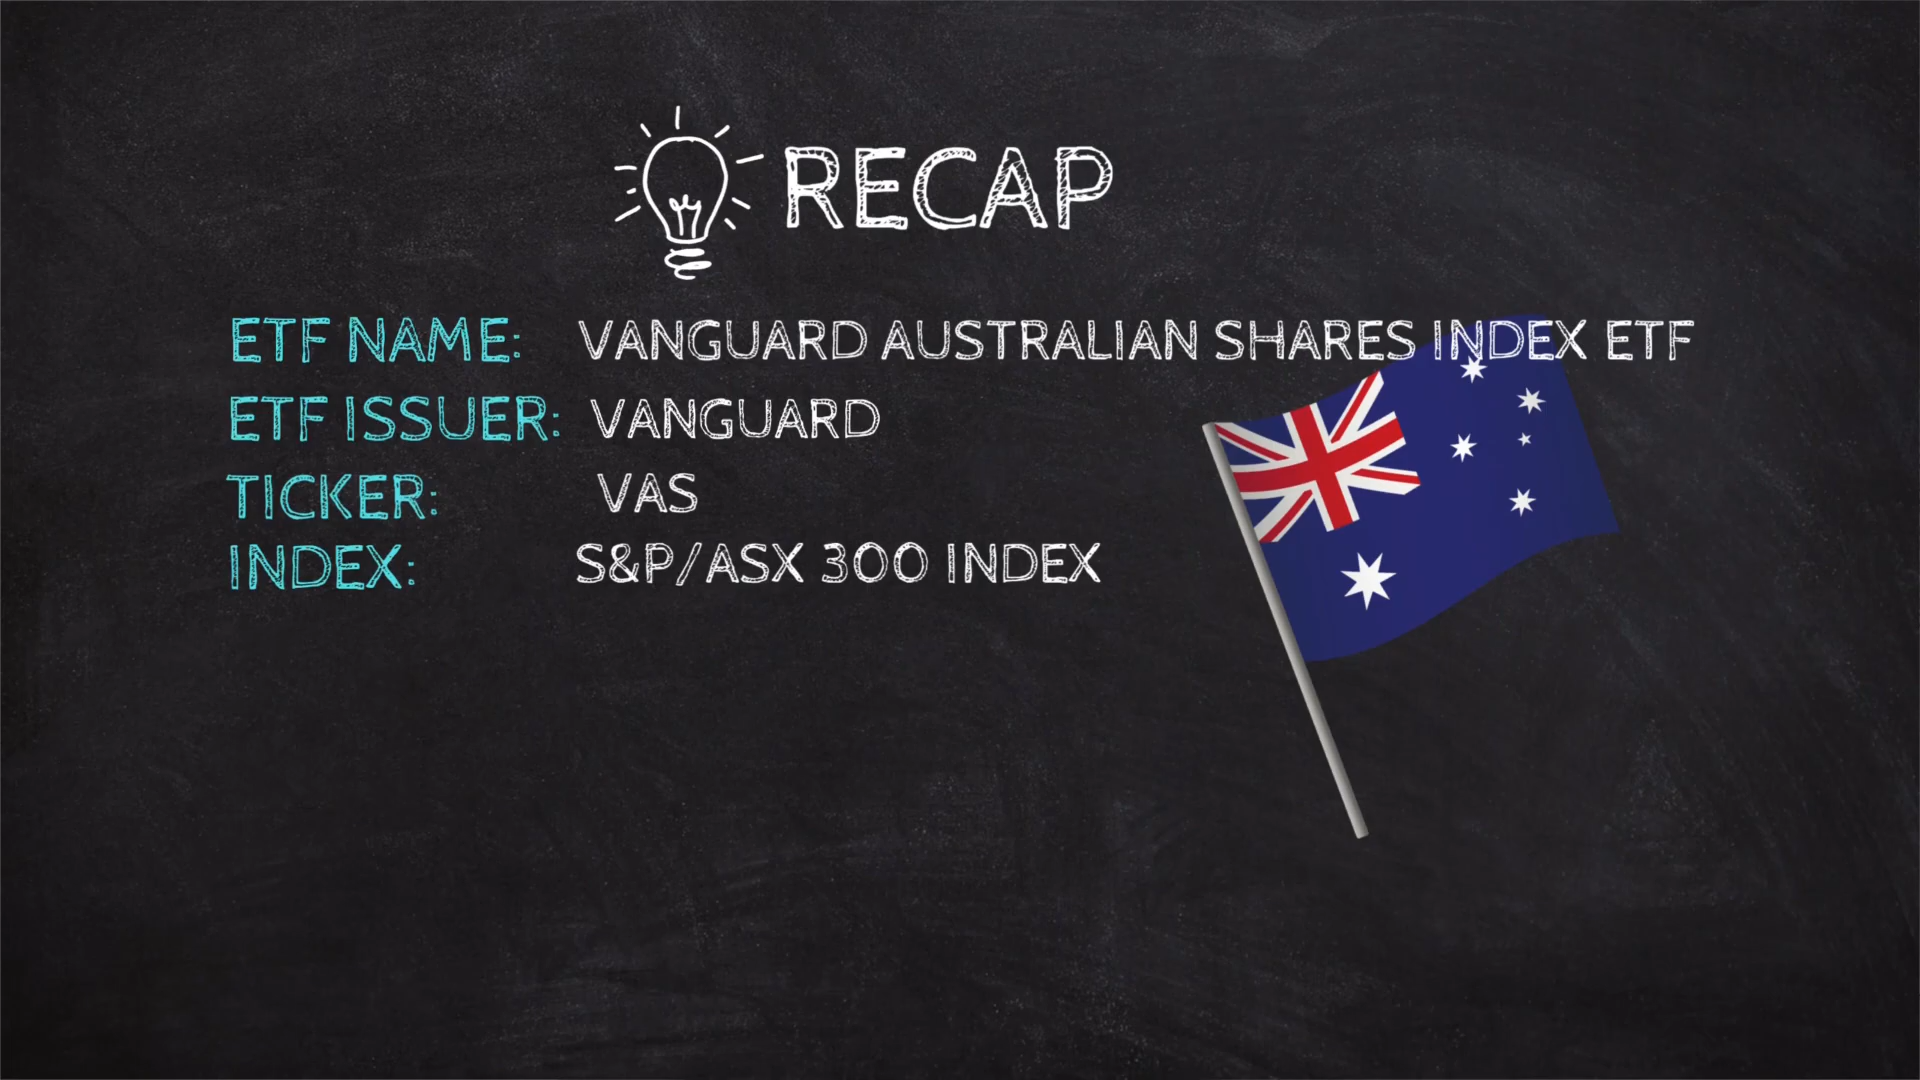 RECAP
ETF NAME: VANGUARD AUSTRALIAN SHARES INDEX ETF
ETF ISSUER: VANGUARD
TICKER: VAS
INDEX: S&P/ASX 300 INDEX